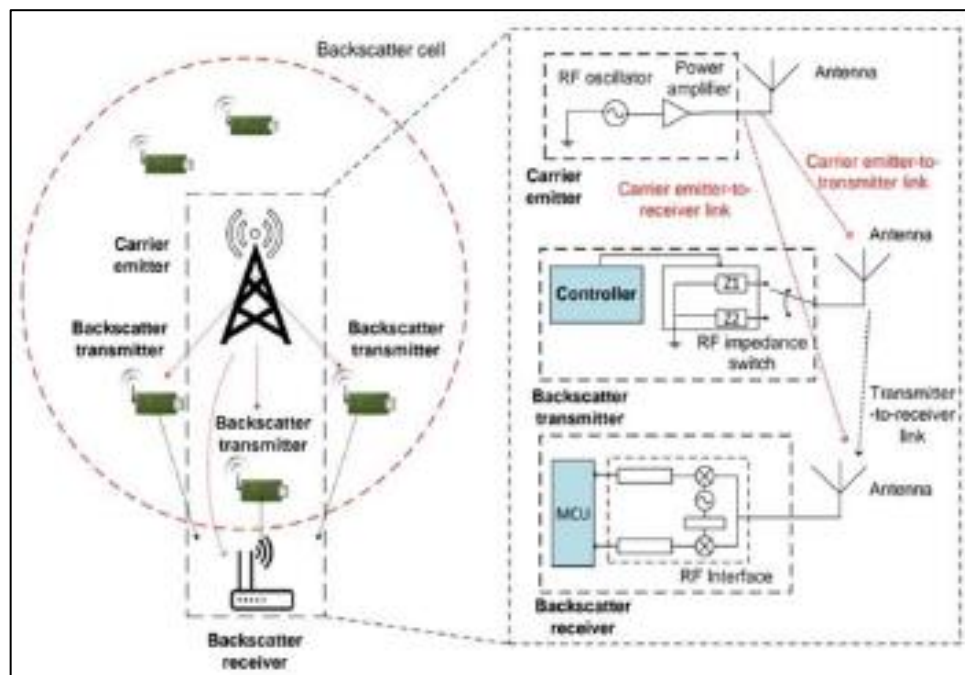 Backscatter cell
Carrier
emitter
Backscatter
transmitter
Backscatter
transmitter
Backscatter
transmitter
Backscatter
receiver
RF oscillator
Power
amplifier
Antenna
Carrier
emitter
Carrier emitter-to-
receiver link
Carrier emitter-to-
transmitter link
Antenna
Controller
Z1
Z2
RF impedance
switch
Backscatter
transmitter
Transmitter
-to-receiver
link
Antenna
MCU
RF Interface
Backscatter
receiver